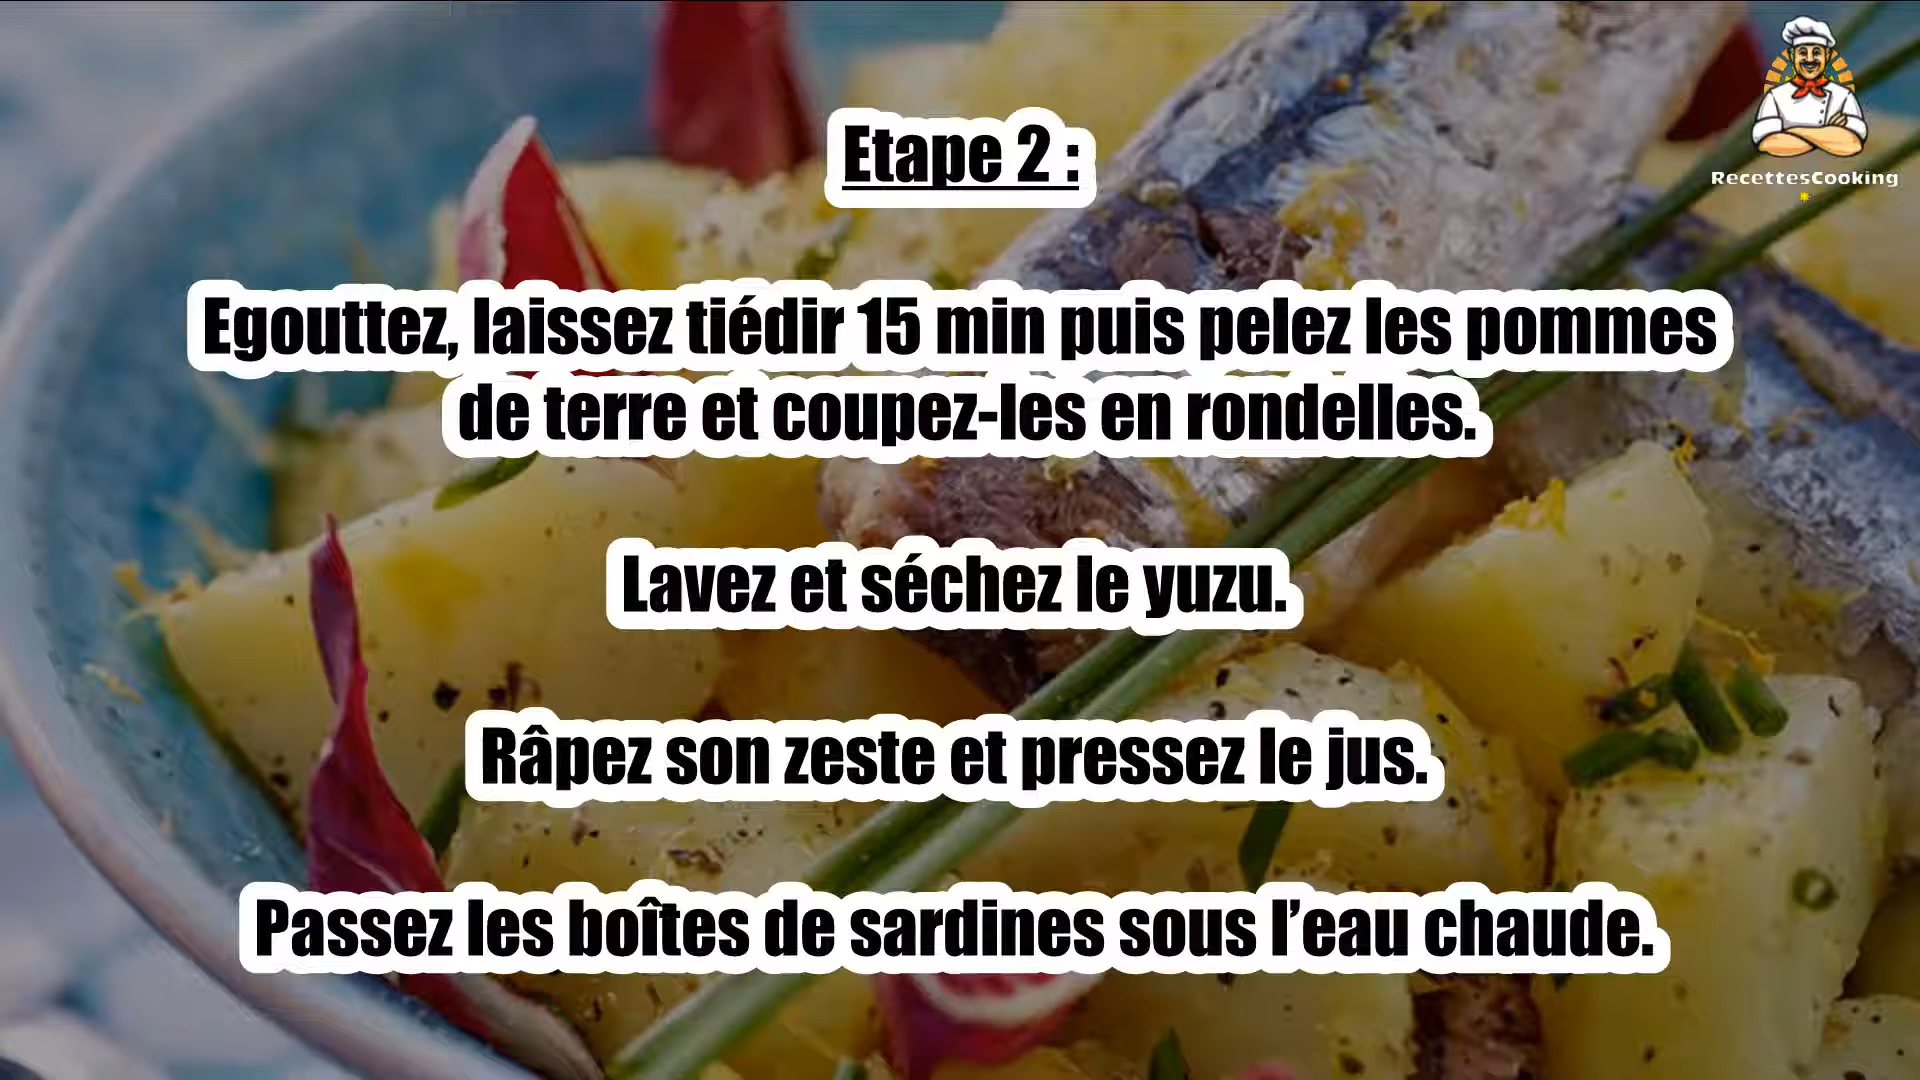 RecettesCooking
Etape 2 :
Egouttez, laissez tiédir 15 min puis pelez les pommes
de terre et coupez-les en rondelles.
Lavez et séchez le yuzu.
Râpez son zeste et pressez le jus.
Passez les boîtes de sardines sous l’eau chaude.